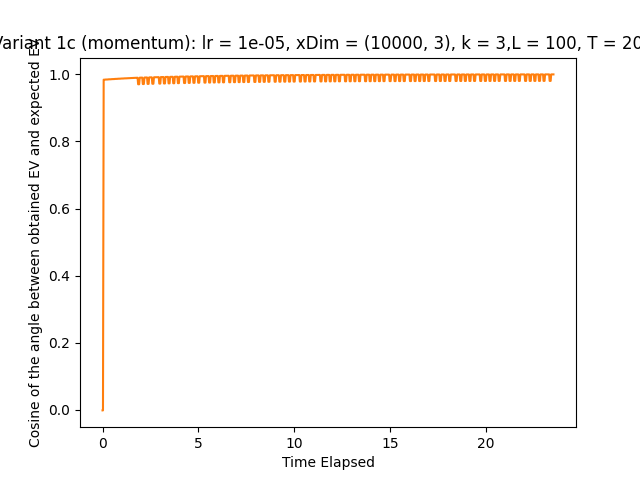 Variant 1c (momentum): lr = 1e-05, xDim = (10000, 3), k = 3,L = 100, T = 20
Cosine of the angle between obtained EV and expected EV
1.0
0.8
0.6
0.4
0.2
0.0
0 5 10 15 20
Time Elapsed